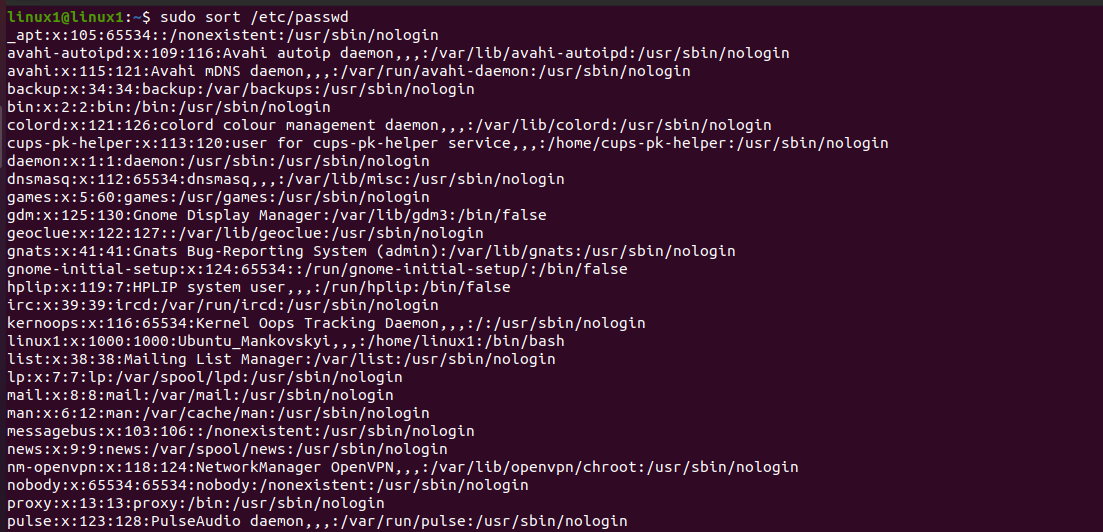 linux1@linux1:~$ sudo sort /etc/passwd
_apt:x:105:65534::/nonexistent:/usr/sbin/nologin
avahi-autoipd:x:109:116:Avahi autoip daemon,,,:/var/lib/avahi-autoipd:/usr/sbin/nologin
avahi:x:115:121:Avahi mDNS daemon,,,:/var/run/avahi-daemon:/usr/sbin/nologin
backup:x:34:34:backup:/var/backups:/usr/sbin/nologin
bin:x:2:2:bin:/bin:/usr/sbin/nologin
colord:x:121:126:colord colour management daemon,,,:/var/lib/colord:/usr/sbin/nologin
cups-pk-helper:x:113:120:user for cups-pk-helper service,,,:/home/cups-pk-helper:/usr/sbin/nologin
daemon:x:1:1:daemon:/usr/sbin:/usr/sbin/nologin
dnsmasq:x:112:65534:dnsmasq,,,:/var/lib/misc:/usr/sbin/nologin
games:x:5:60:games:/usr/games:/usr/sbin/nologin
gdm:x:125:130:Gnome Display Manager:/var/lib/gdm3:/bin/false
geoclue:x:122:127::/var/lib/geoclue:/usr/sbin/nologin
gnats:x:41:41:Gnats Bug-Reporting System (admin):/var/lib/gnats:/usr/sbin/nologin
gnome-initial-setup:x:124:65534::/run/gnome-initial-setup/:/bin/false
hplip:x:119:7:HPLIP system user,,,:/run/hplip:/bin/false
irc:x:39:39:ircd:/var/run/ircd:/usr/sbin/nologin
kernoops:x:116:65534:Kernel Oops Tracking Daemon,,,:/:/usr/sbin/nologin
linux1:x:1000:1000:Ubuntu_Mankovskyi,,,:/home/linux1:/bin/bash
list:x:38:38:Mailing List Manager:/var/list:/usr/sbin/nologin
lp:x:7:7:lp:/var/spool/lpd:/usr/sbin/nologin
mail:x:8:8:mail:/var/mail:/usr/sbin/nologin
man:x:6:12:man:/var/cache/man:/usr/sbin/nologin
messagebus:x:103:106::/nonexistent:/usr/sbin/nologin
news:x:9:9:news:/var/spool/news:/usr/sbin/nologin
nm-openvpn:x:118:124:NetworkManager OpenVPN,,,:/var/lib/openvpn/chroot:/usr/sbin/nologin
nobody:x:65534:65534:nobody:/nonexistent:/usr/sbin/nologin
proxy:x:13:13:proxy:/bin:/usr/sbin/nologin
pulse:x:123:128:PulseAudio daemon,,,:/var/run/pulse:/usr/sbin/nologin